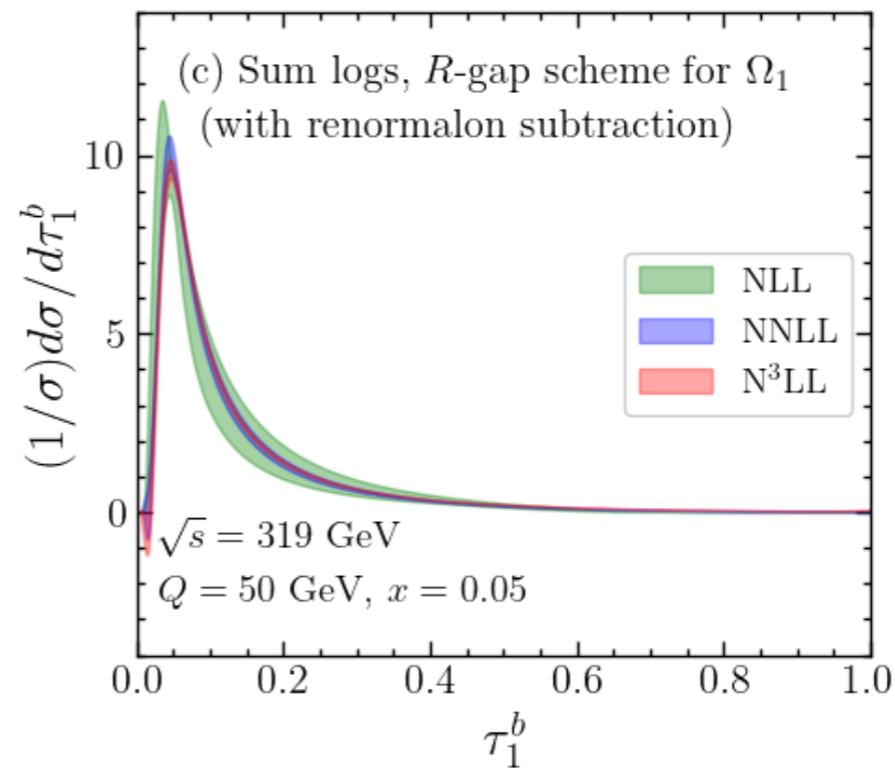 (c) Sum logs, R-gap scheme for Ω₁
(with renormalon subtraction)
10
5
0
(1/σ)dσ/dτ₁ᵇ
NLL
NNLL
N³LL
√s = 319 GeV
Q = 50 GeV, x = 0.05
0.0 0.2 0.4 0.6 0.8 1.0
τ₁ᵇ